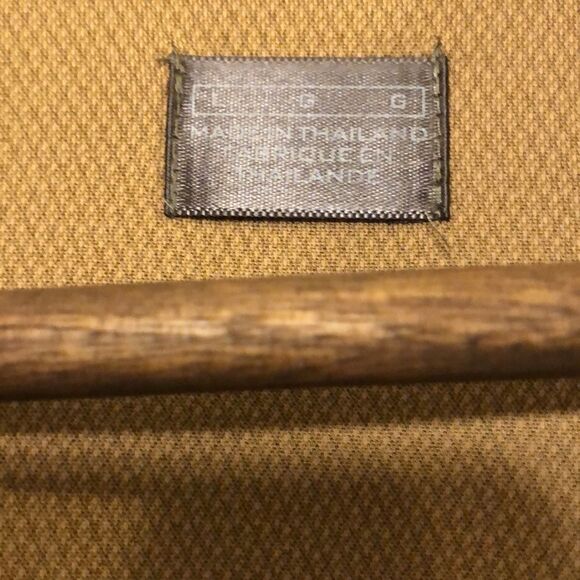 L G G
MADE IN THAILAND
FABRIQUE EN
THAILANDE